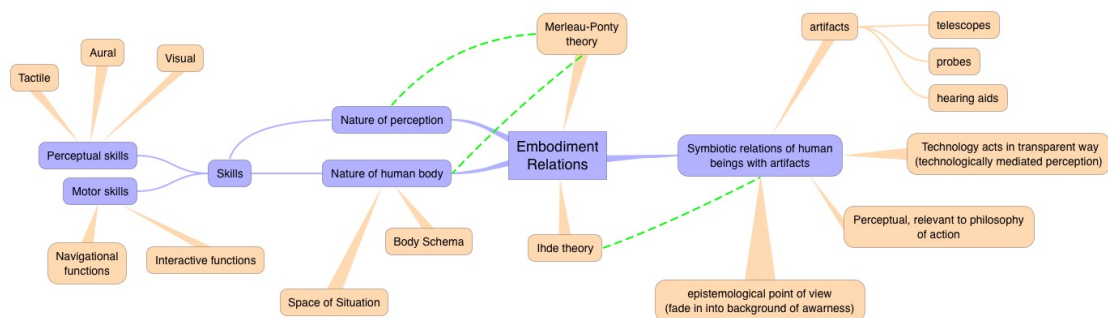 Merleau-Ponty
theory
artifacts
telescopes
probes
hearing aids
Tactile
Aural
Visual
Nature of perception
Perceptual skills
Motor skills
Skills
Nature of human body
Embodiment
Relations
Symbiotic relations of human
beings with artifacts
Technology acts in transparent way
(technologically mediated perception)
Navigational
functions
Interactive functions
Body Schema
Space of Situation
Ihde theory
Perceptual, relevant to philosophy
of action
epistemological point of view
(fade in into background of awarness)